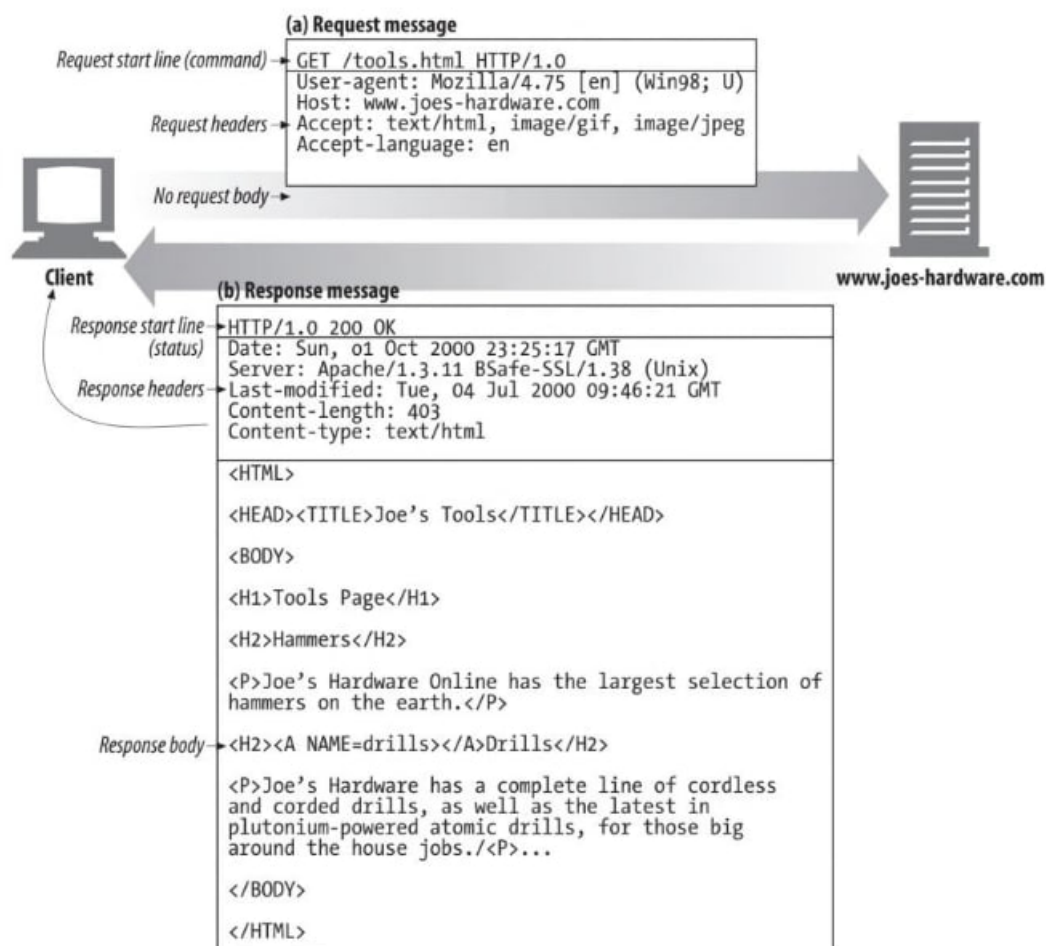 (a) Request message
Request start line (command)
GET /tools.html HTTP/1.0
User-agent: Mozilla/4.75 [en] (Win98; U)
Host: www.joes-hardware.com
Request headers
Accept: text/html, image/gif, image/jpeg
Accept-language: en
No request body
Client
www.joes-hardware.com
(b) Response message
Response start line
(status)
HTTP/1.0 200 OK
Date: Sun, o1 Oct 2000 23:25:17 GMT
Server: Apache/1.3.11 BSafe-SSL/1.38 (Unix)
Response headers
Last-modified: Tue, 04 Jul 2000 09:46:21 GMT
Content-length: 403
Content-type: text/html
<HTML>
<HEAD><TITLE>Joe's Tools</TITLE></HEAD>
<BODY>
<H1>Tools Page</H1>
<H2>Hammers</H2>
<P>Joe's Hardware Online has the largest selection of
hammers on the earth.</P>
Response body
<H2><A NAME=drills></A>Drills</H2>
<P>Joe's Hardware has a complete line of cordless
and corded drills, as well as the latest in
plutonium-powered atomic drills, for those big
around the house jobs./<P>...
</BODY>
</HTML>